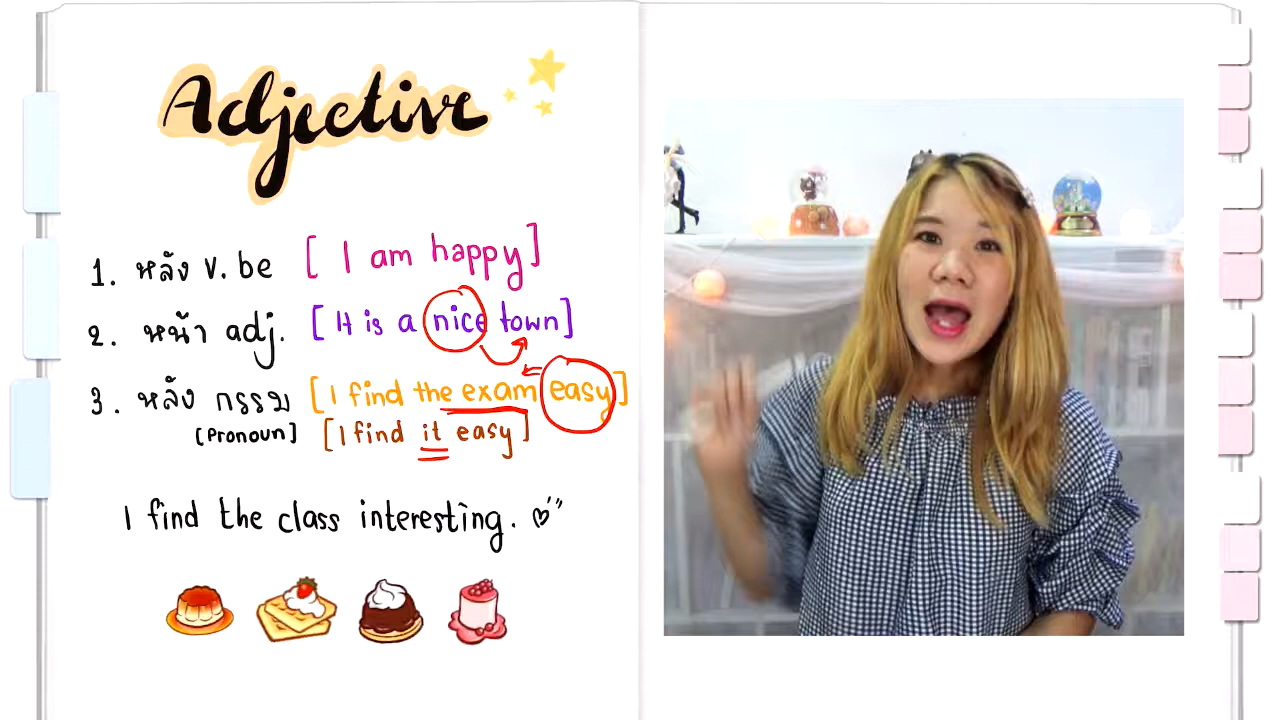 Adjective
1. หลัง v. be [ I am happy]
2. หน้า adj. [It is a nice town]
3. หลัง กรรม [I find the exam easy]
[Pronoun] [I find it easy]
I find the class interesting.